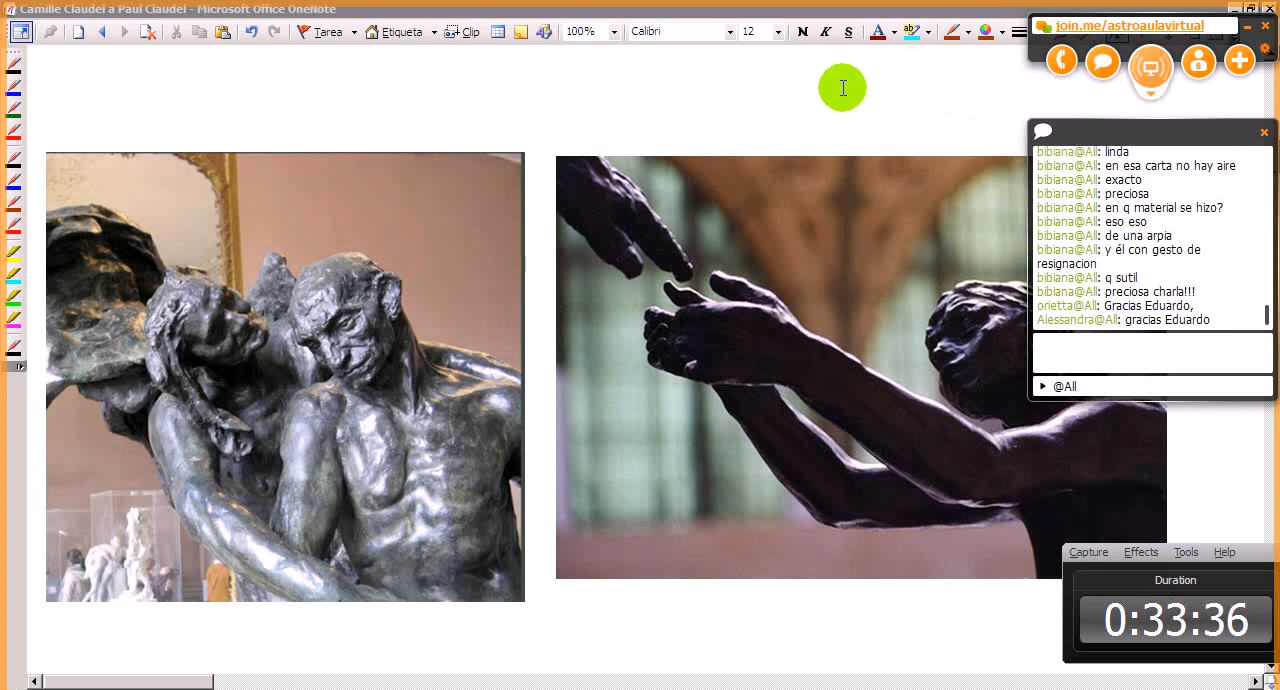 Camille Claudel a Paul Claudel - Microsoft Office OneNote
Tarea
Etiqueta
Clip
100%
Calibri
12
N K S
join.me/astroaulavirtual
bibiana@All: linda
bibiana@All: en esa carta no hay aire
bibiana@All: exacto
bibiana@All: preciosa
bibiana@All: en q material se hizo?
bibiana@All: eso eso
bibiana@All: de una arpia
bibiana@All: y él con gesto de
resignacion
bibiana@All: q sutil
bibiana@All: preciosa charla!!!
orietta@All: Gracias Eduardo,
Alessandra@All: gracias Eduardo
@All
Capture Effects Tools Help
Duration
0:33:36